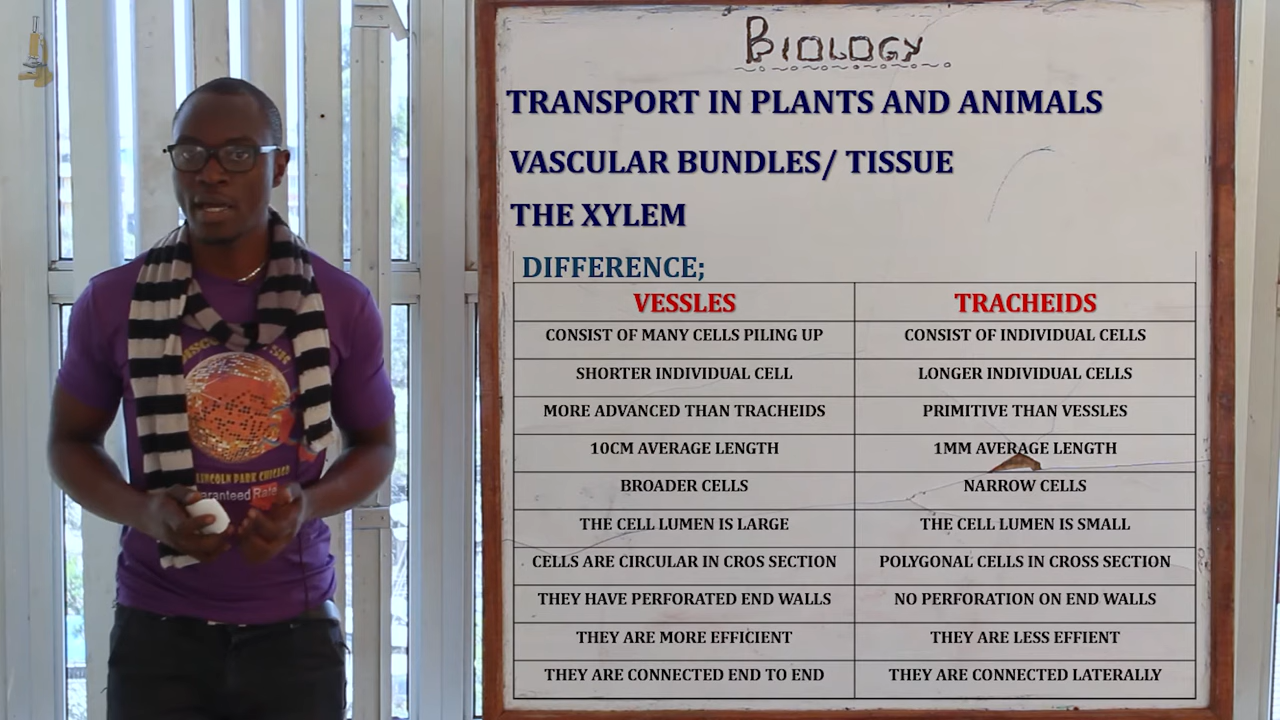 BIOLOGY
TRANSPORT IN PLANTS AND ANIMALS
VASCULAR BUNDLES/ TISSUE
THE XYLEM
DIFFERENCE;
VESSLES TRACHEIDS
CONSIST OF MANY CELLS PILING UP CONSIST OF INDIVIDUAL CELLS
SHORTER INDIVIDUAL CELL LONGER INDIVIDUAL CELLS
MORE ADVANCED THAN TRACHEIDS PRIMITIVE THAN VESSLES
10CM AVERAGE LENGTH 1MM AVERAGE LENGTH
BROADER CELLS NARROW CELLS
THE CELL LUMEN IS LARGE THE CELL LUMEN IS SMALL
CELLS ARE CIRCULAR IN CROS SECTION POLYGONAL CELLS IN CROSS SECTION
THEY HAVE PERFORATED END WALLS NO PERFORATION ON END WALLS
THEY ARE MORE EFFICIENT THEY ARE LESS EFFIENT
THEY ARE CONNECTED END TO END THEY ARE CONNECTED LATERALLY
LINCOLN PARK CHICAGO
aranteed Rate